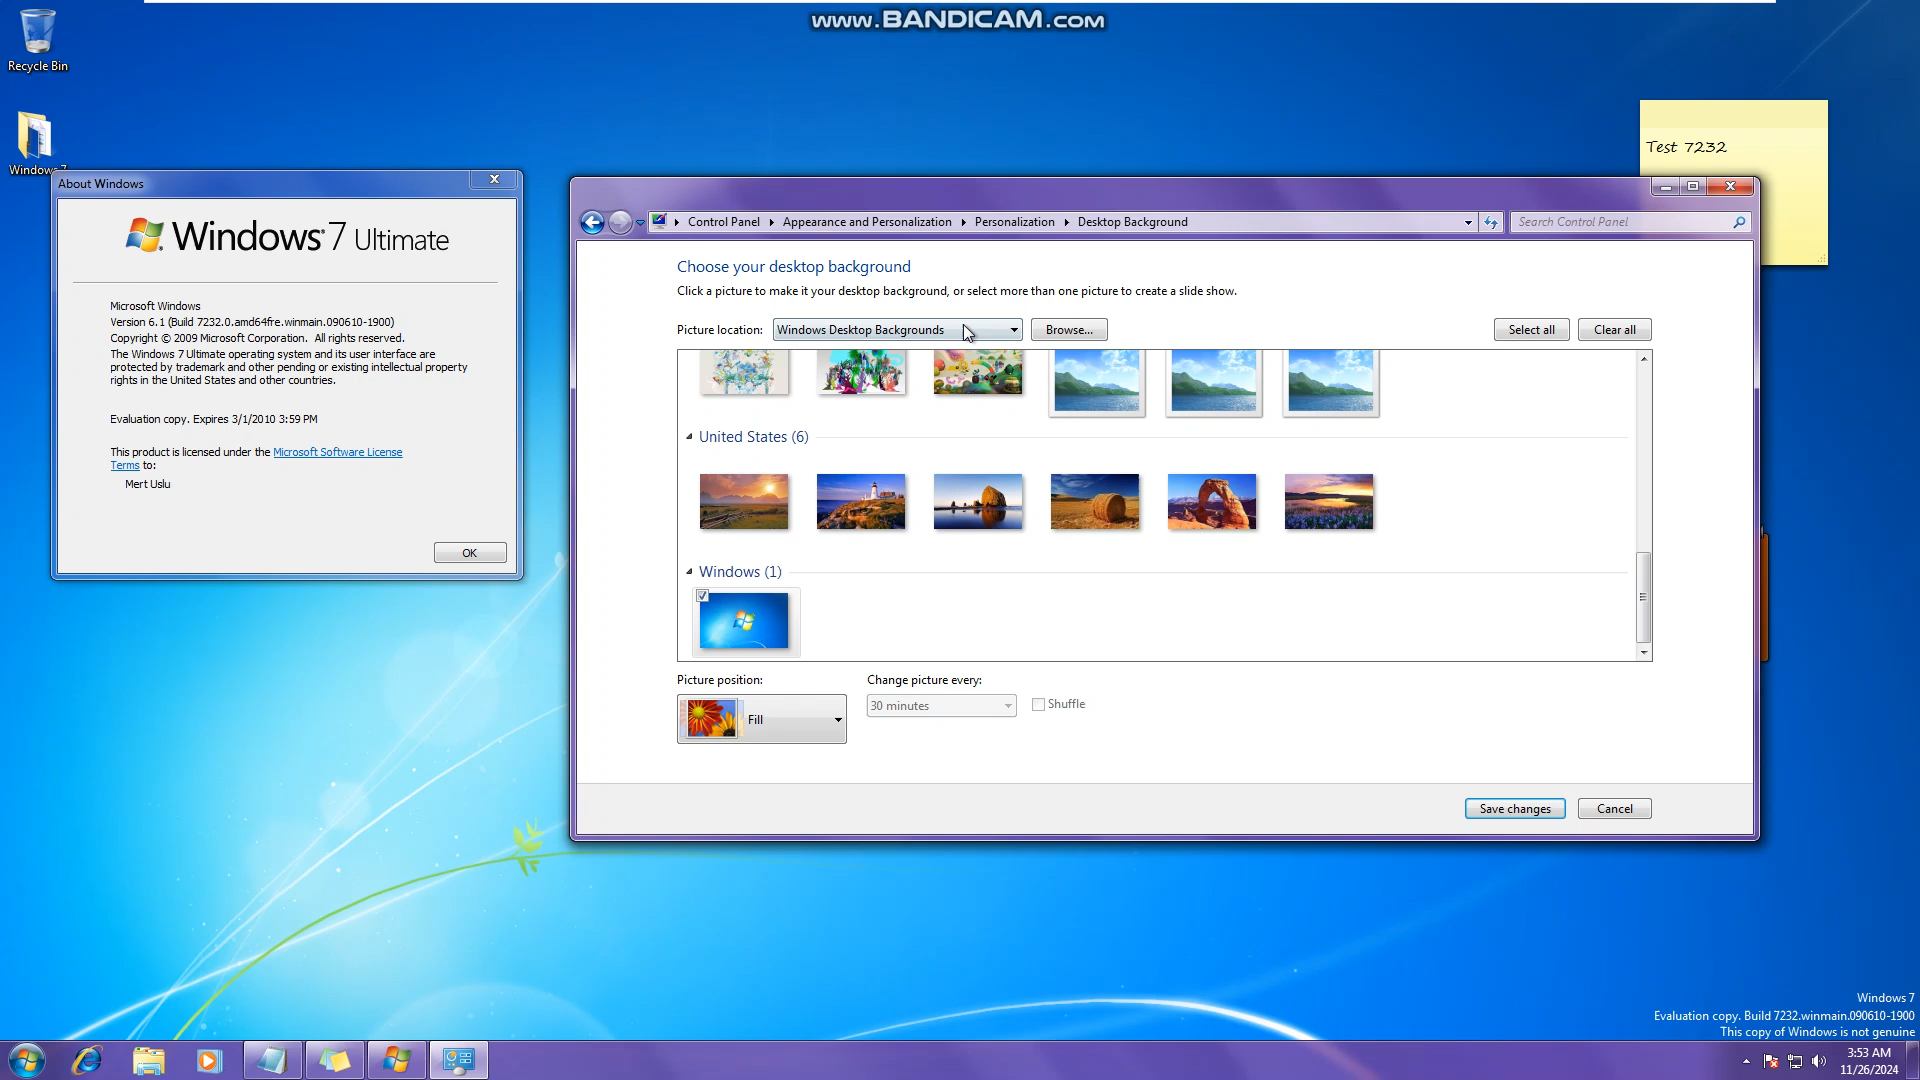 www.BANDICAM.com
Recycle Bin
Windows 7
Test 7232
About Windows
Windows 7 Ultimate
Microsoft Windows
Version 6.1 (Build 7232.0.amd64fre.winmain.090610-1900)
Copyright © 2009 Microsoft Corporation. All rights reserved.
The Windows 7 Ultimate operating system and its user interface are
protected by trademark and other pending or existing intellectual property
rights in the United States and other countries.
Evaluation copy. Expires 3/1/2010 3:59 PM
This product is licensed under the Microsoft Software License
Terms to:
Mert Uslu
OK
Control Panel
Appearance and Personalization
Personalization
Desktop Background
Search Control Panel
Choose your desktop background
Click a picture to make it your desktop background, or select more than one picture to create a slide show.
Picture location:
Windows Desktop Backgrounds
Browse...
Select all
Clear all
United States (6)
Windows (1)
Picture position:
Change picture every:
Fill
30 minutes
Shuffle
Save changes
Cancel
Windows 7
Evaluation copy. Build 7232.winmain.090610-1900
This copy of Windows is not genuine
3:53 AM
11/26/2024